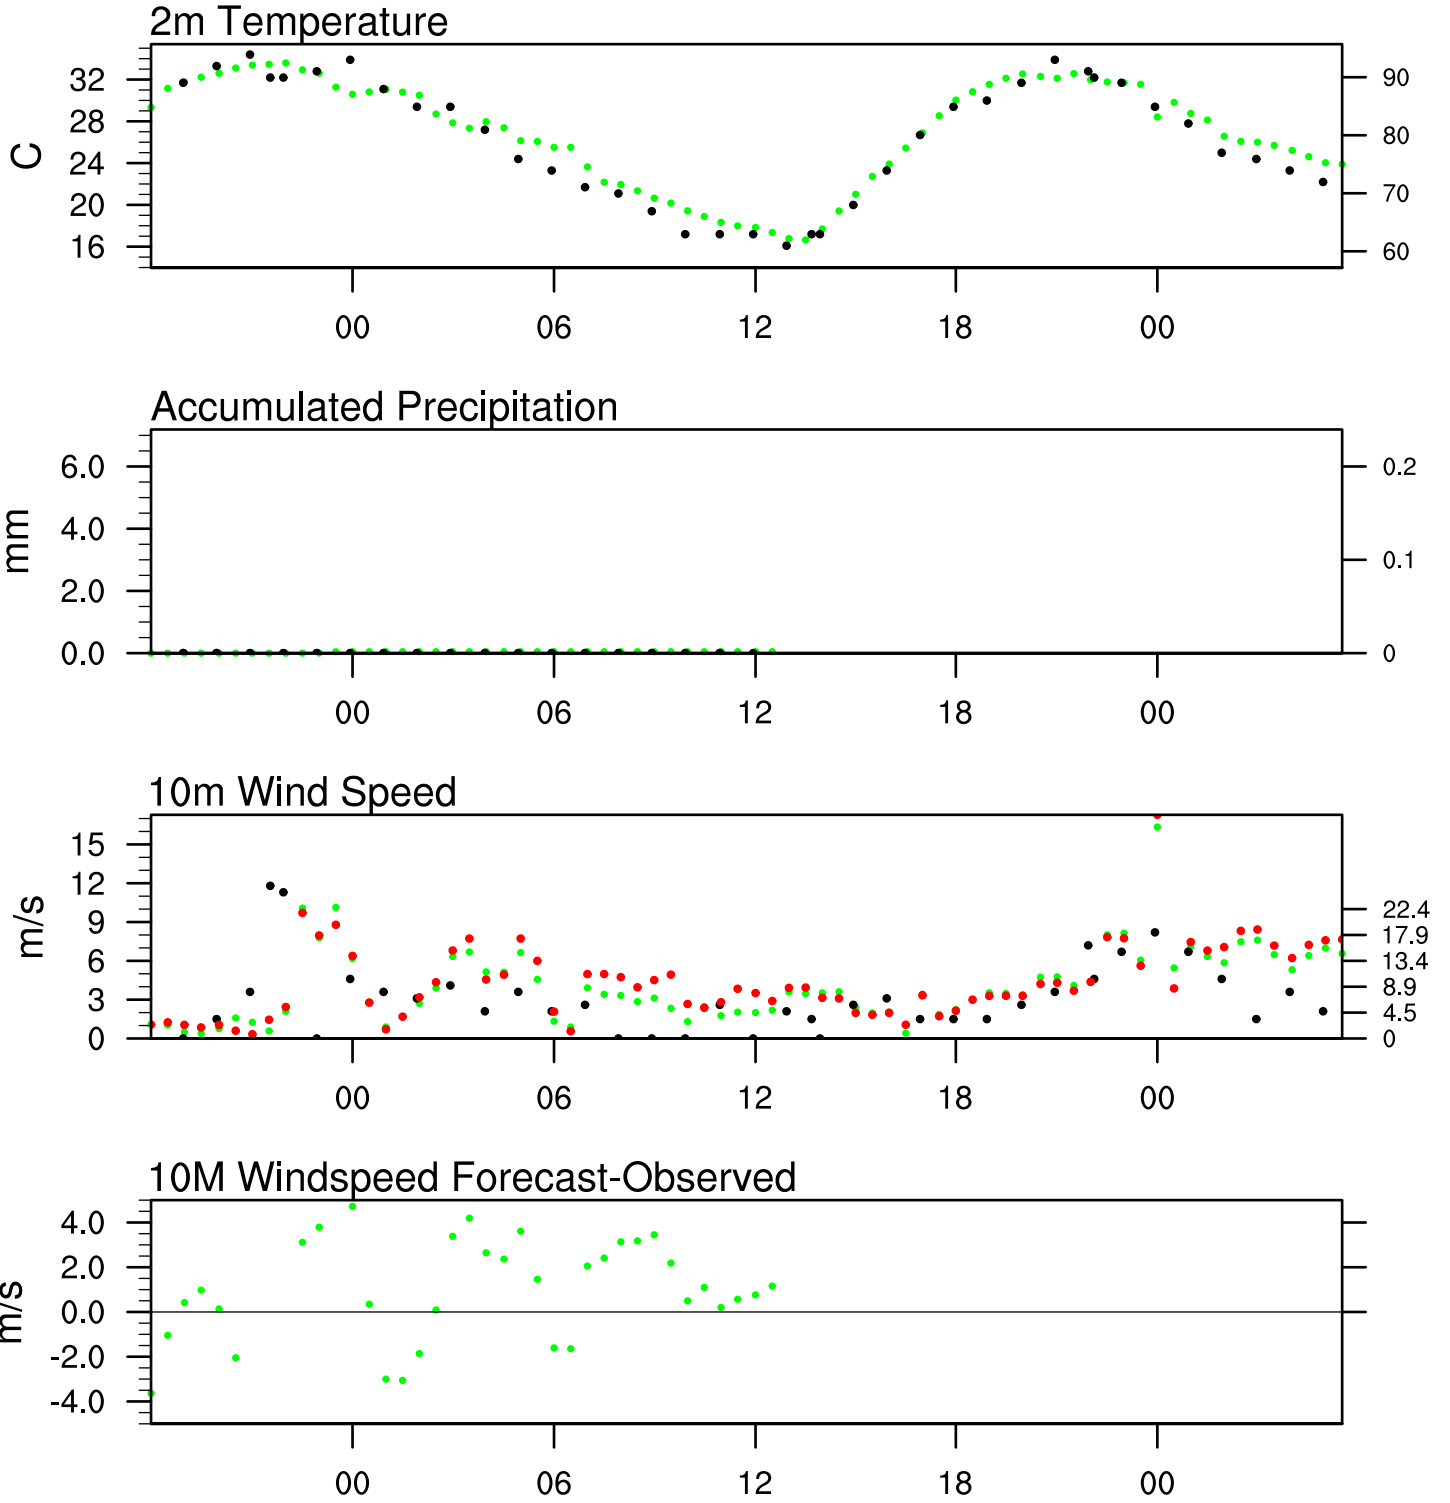 2m Temperature
32
28
24
20
16
C
90
80
70
60
00 06 12 18 00
Accumulated Precipitation
6.0
4.0
2.0
0.0
mm
0.2
0.1
0
00 06 12 18 00
10m Wind Speed
15
12
9
6
3
0
m/s
22.4
17.9
13.4
8.9
4.5
0
00 06 12 18 00
10M Windspeed Forecast-Observed
4.0
2.0
0.0
-2.0
-4.0
m/s
00 06 12 18 00